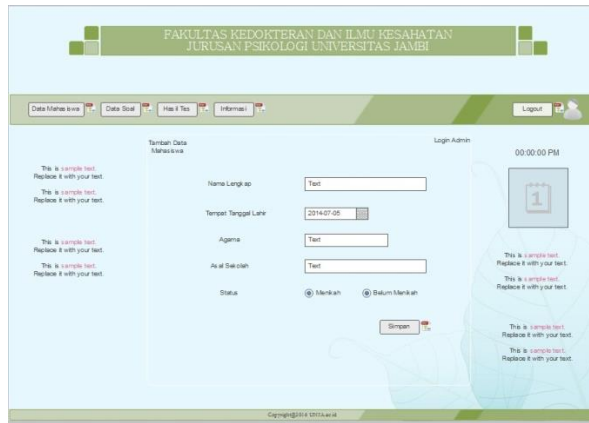 FAKULTAS KEDOKTERAN DAN ILMU KESAHATAN
JURUSAN PSIKOLOGI UNIVERSITAS JAMBI
Data Mahasiswa
Data Soal
Hasil Tes
Informasi
Logout
Tambah Data
Mahasiswa
Login Admin
00:00:00 PM
This is sample text.
Replace it with your text.
This is sample text.
Replace it with your text.
This is sample text.
Replace it with your text.
This is sample text.
Replace it with your text.
Nama Lengkap
Text
Tempat Tanggal Lahir
2014-07-05
Agama
Text
Asal Sekolah
Text
Status
Menikah
Belum Menikah
Simpan
1
This is sample text.
Replace it with your text.
This is sample text.
Replace it with your text.
This is sample text.
Replace it with your text.
This is sample text.
Replace it with your text.